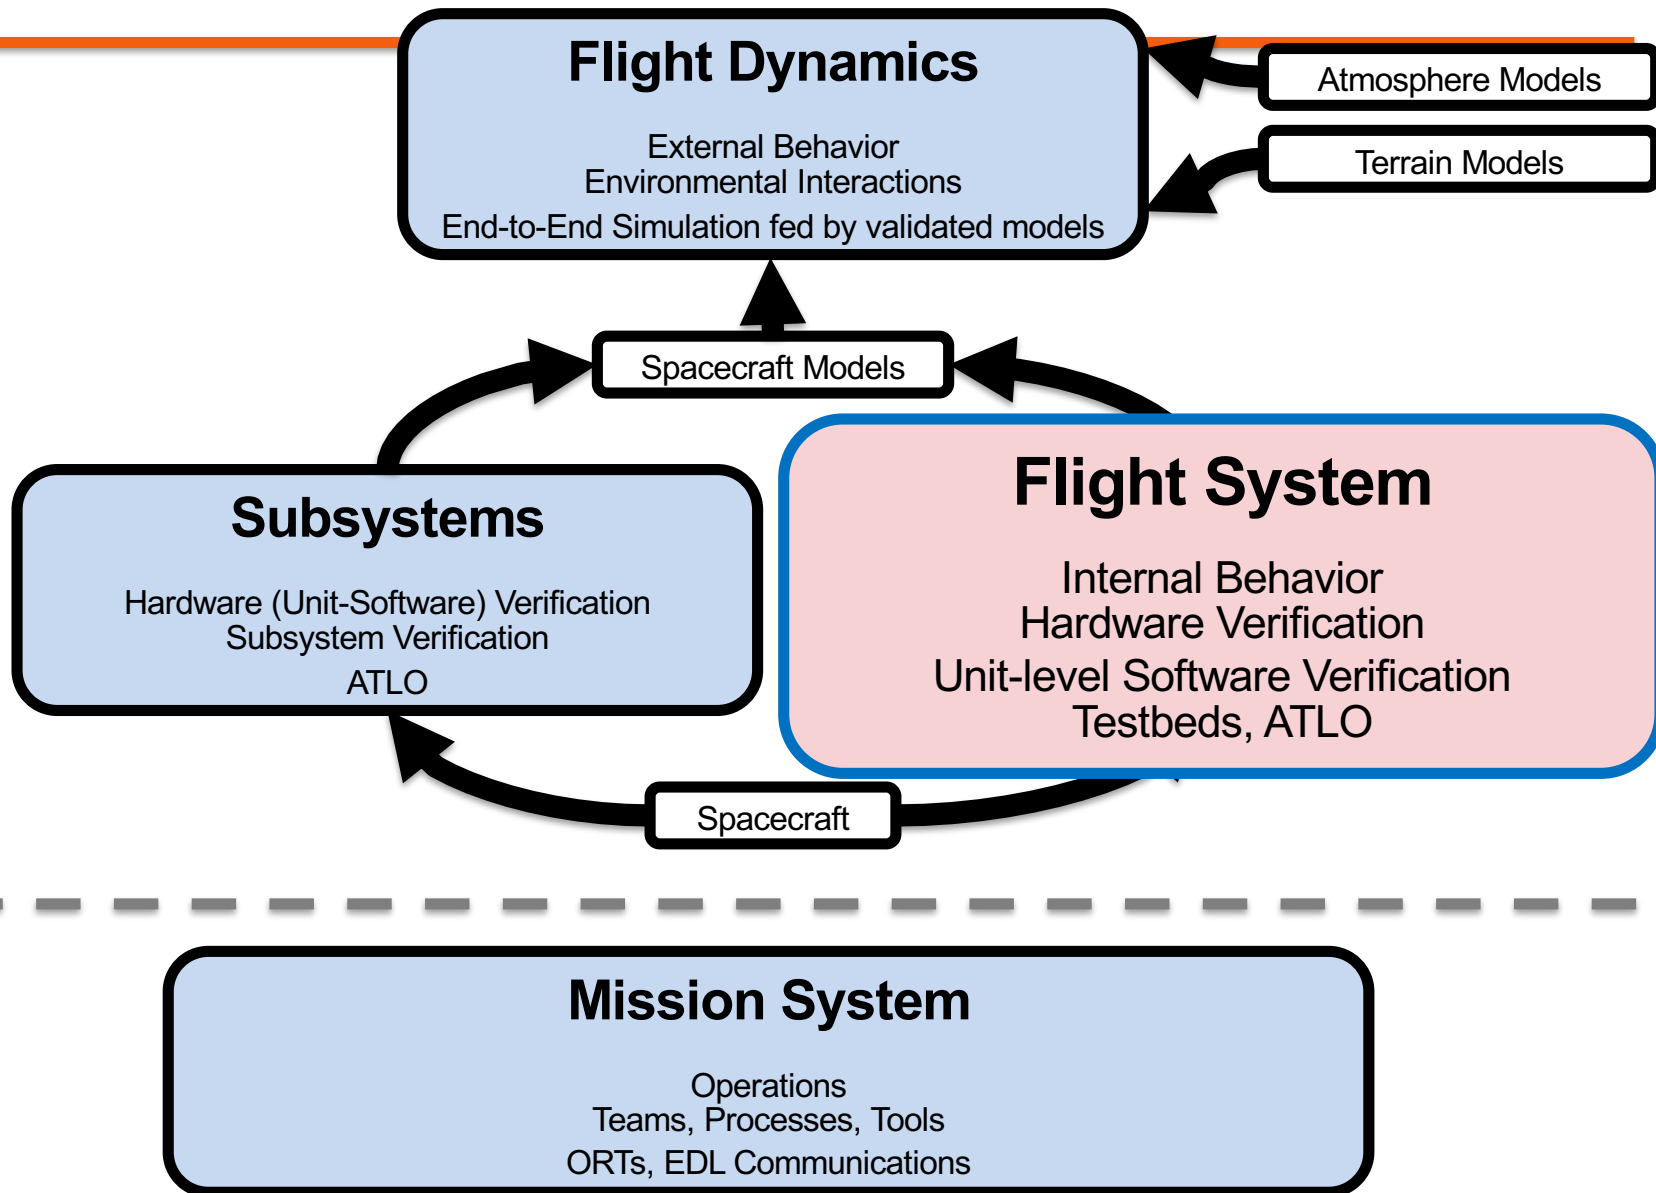 Flight Dynamics
External Behavior
Environmental Interactions
End-to-End Simulation fed by validated models
Atmosphere Models
Terrain Models
Spacecraft Models
Subsystems
Hardware (Unit-Software) Verification
Subsystem Verification
ATLO
Flight System
Internal Behavior
Hardware Verification
Unit-level Software Verification
Testbeds, ATLO
Spacecraft
Mission System
Operations
Teams, Processes, Tools
ORTs, EDL Communications